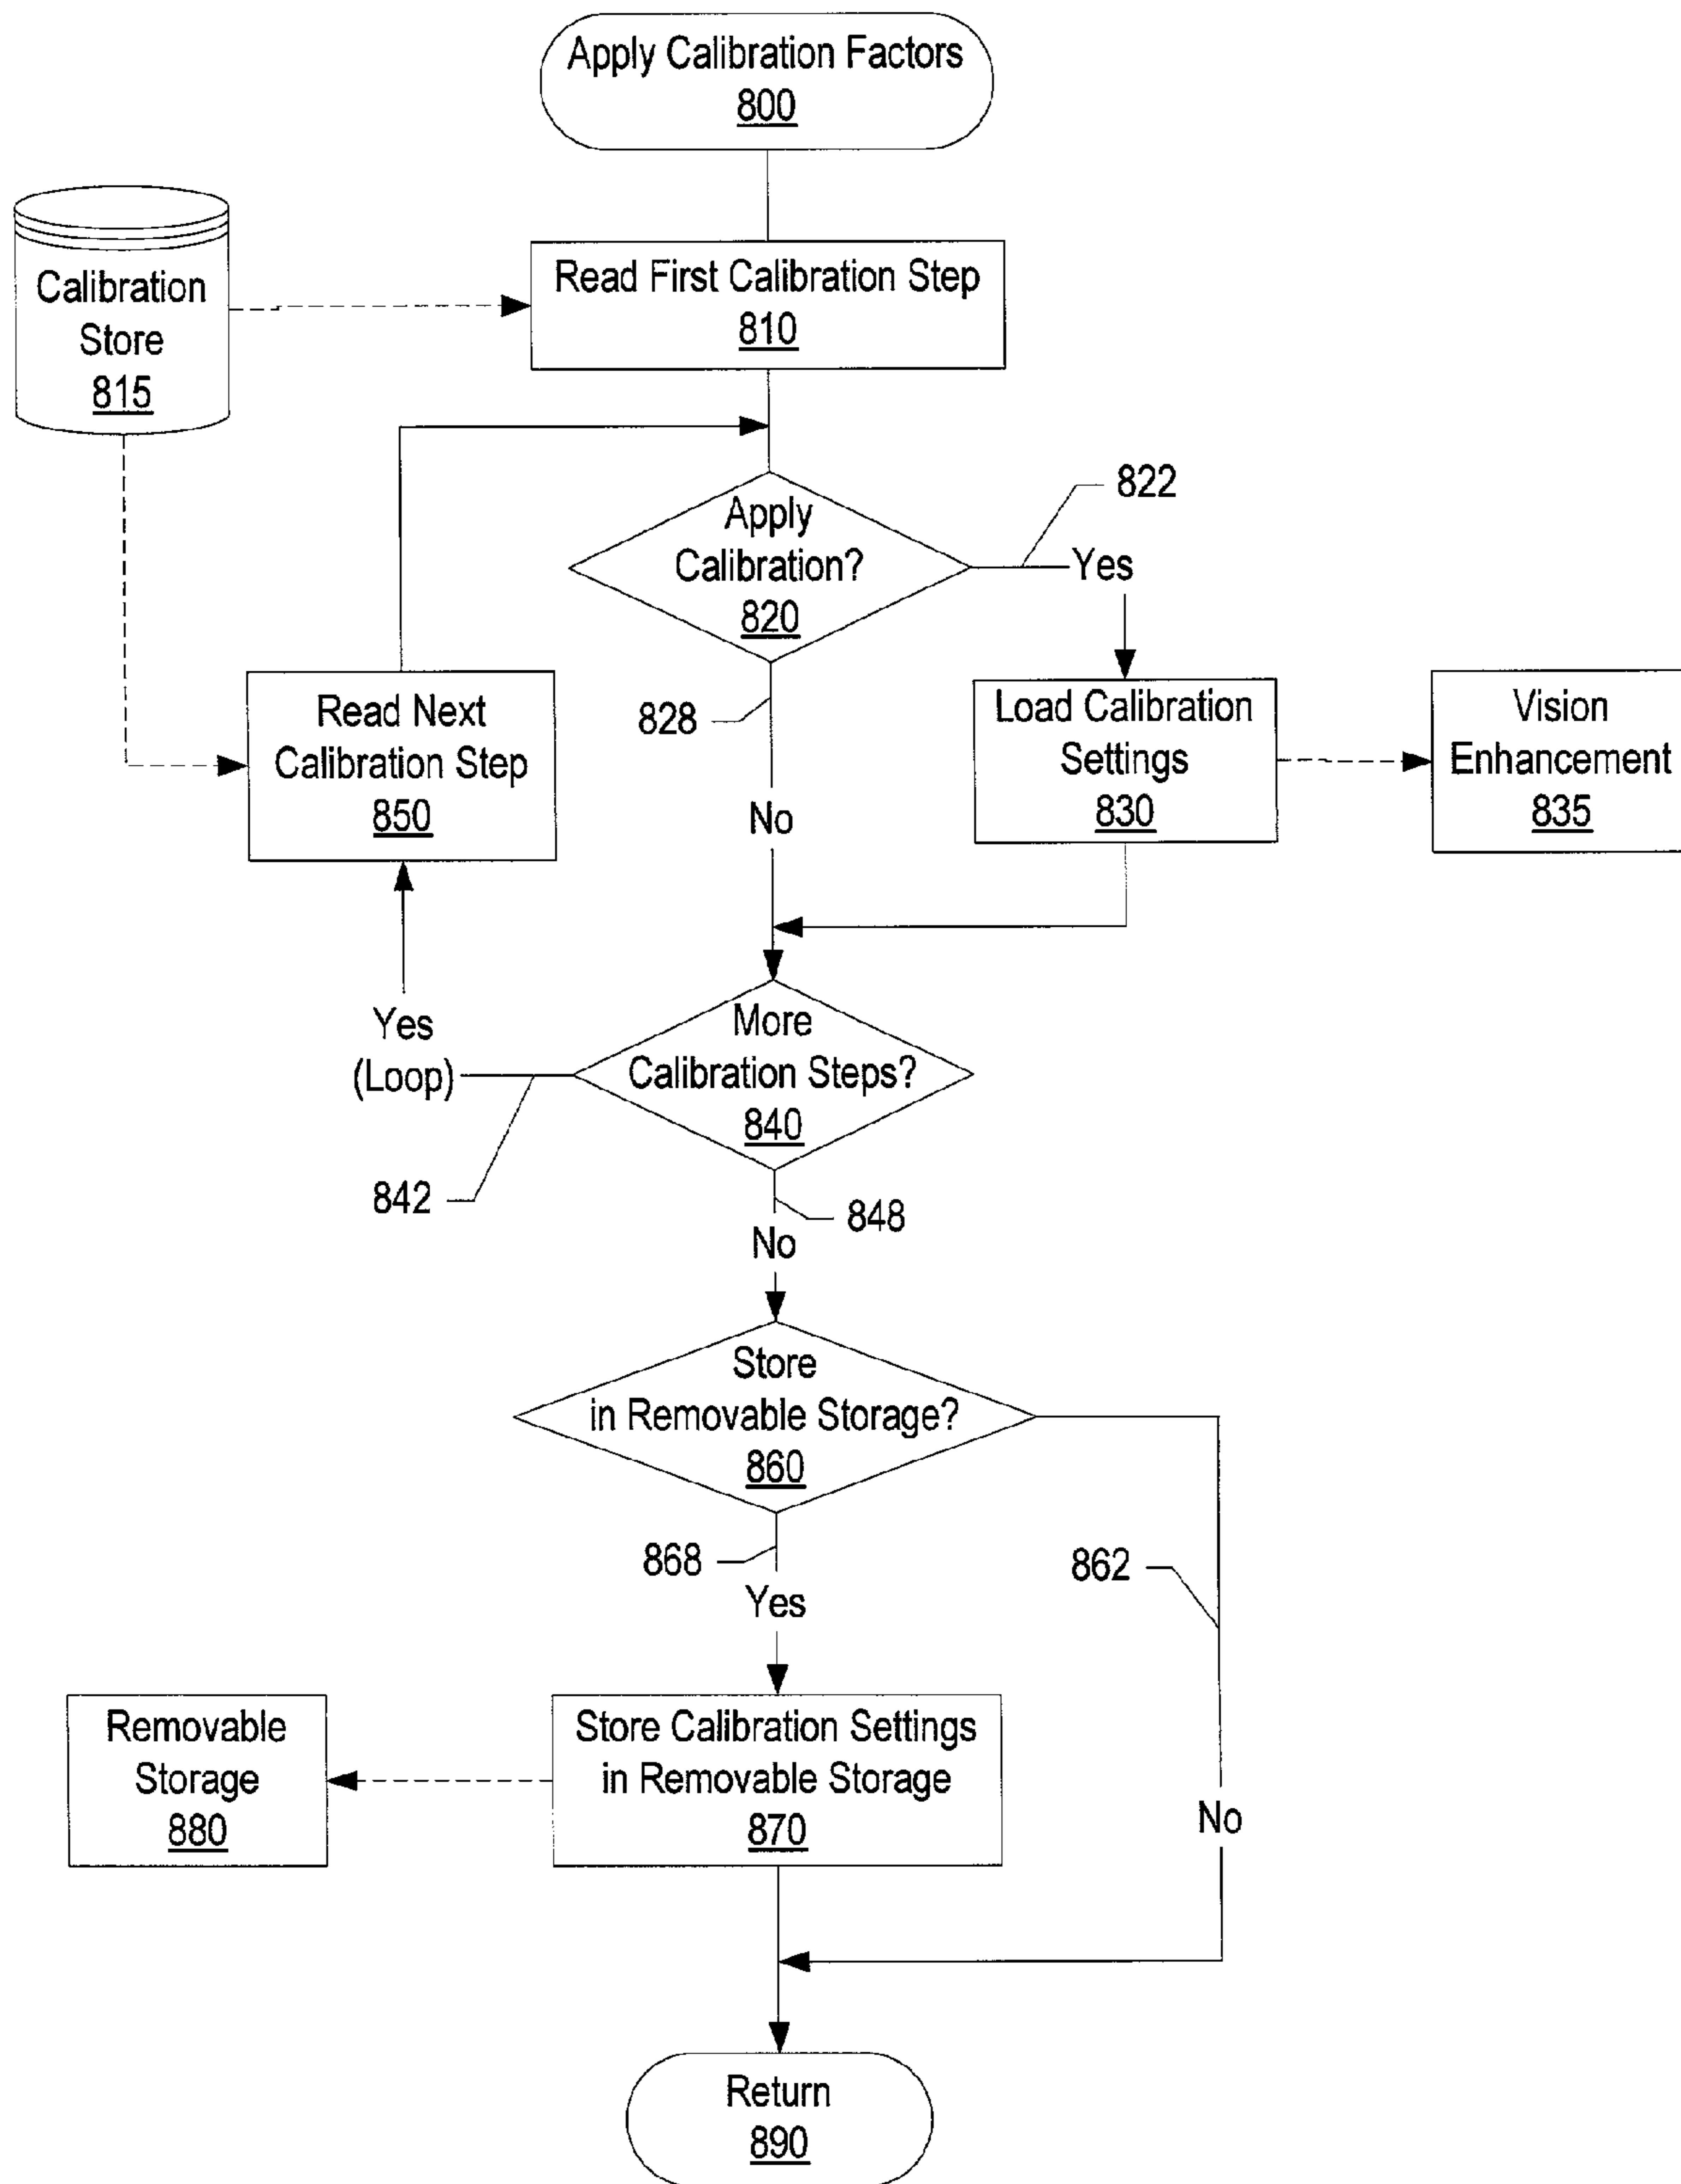 Apply Calibration Factors
800
Calibration
Store
815
Read First Calibration Step
810
Apply
Calibration?
820
822
Yes
828
No
Read Next
Calibration Step
850
Load Calibration
Settings
830
Vision
Enhancement
835
Yes
(Loop)
More
Calibration Steps?
840
842
848
No
Store
in Removable Storage?
860
868
Yes
862
No
Removable
Storage
880
Store Calibration Settings
in Removable Storage
870
Return
890